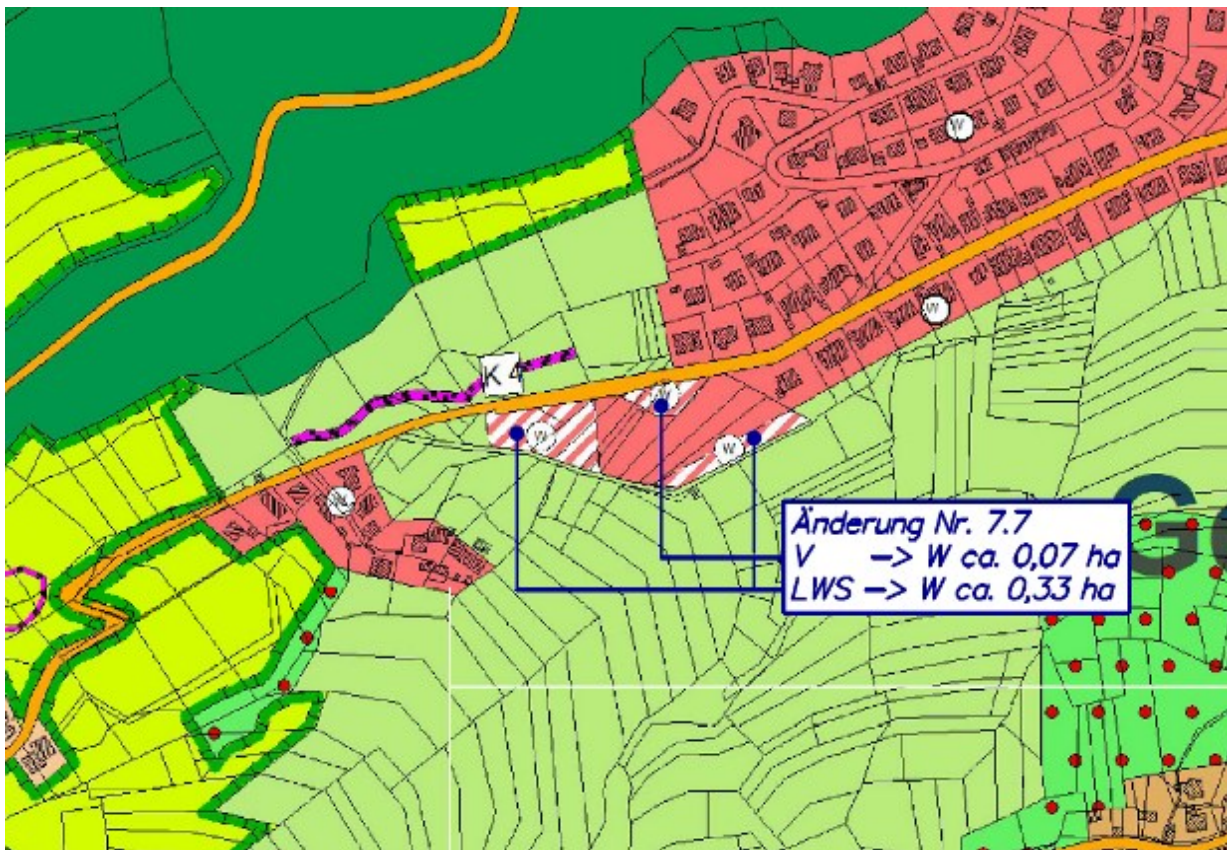 W
W
K 4
W
W
W
W
Änderung Nr. 7.7
V —> W ca. 0,07 ha
LWS —> W ca. 0,33 ha
G